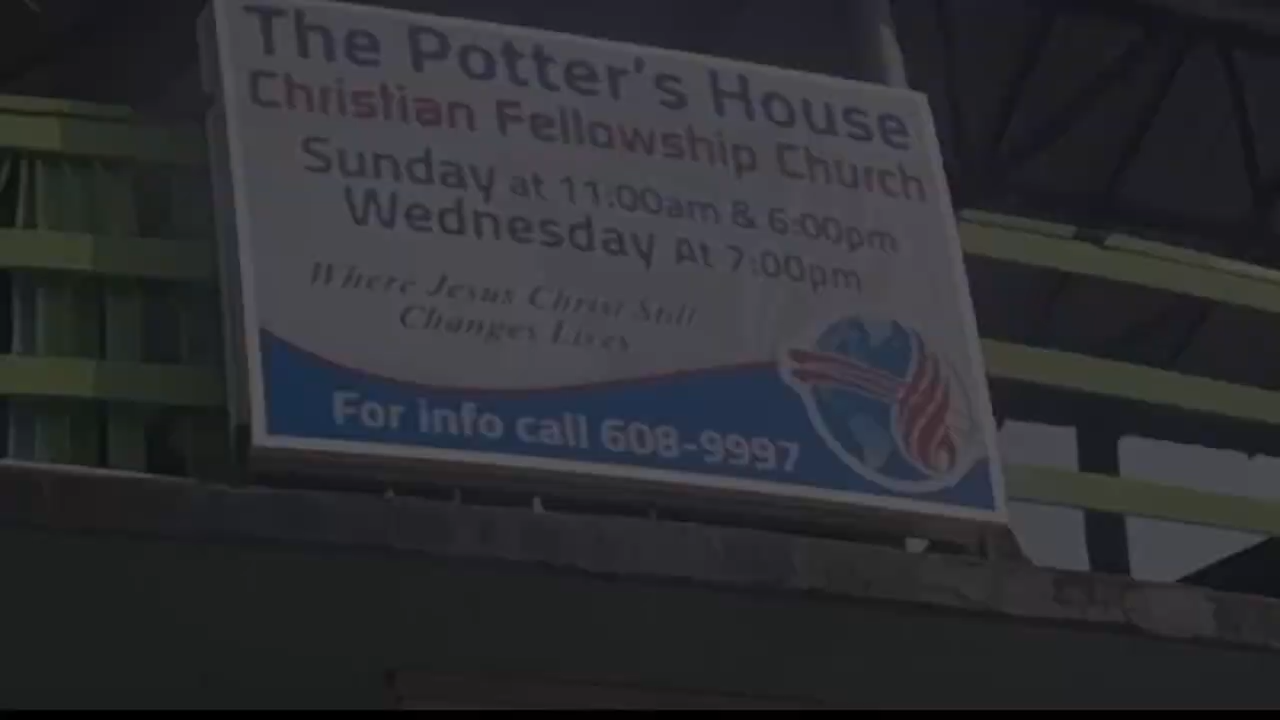 The Potter's House
Christian Fellowship Church
Sunday at 11:00am & 6:00pm
Wednesday At 7:00pm
Where Jesus Christ Still
Changes Lives
For info call 608-9997